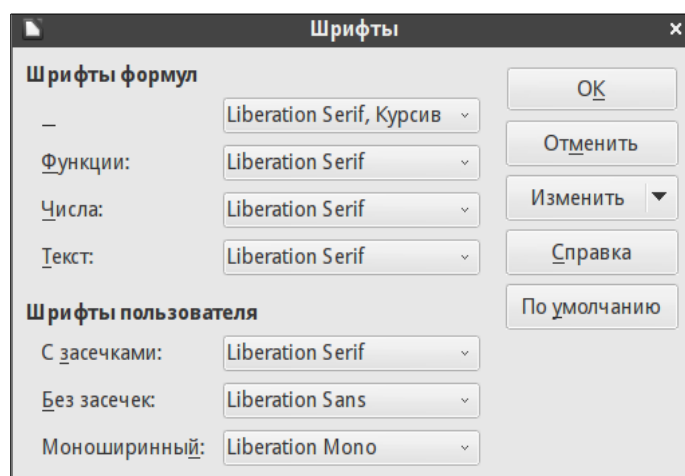 Шрифты
Шрифты формул
_ Liberation Serif, Курсив
Функции: Liberation Serif
Числа: Liberation Serif
Текст: Liberation Serif
Шрифты пользователя
С засечками: Liberation Serif
Без засечек: Liberation Sans
Моноширинный: Liberation Mono
ОК
Отменить
Изменить
Справка
По умолчанию